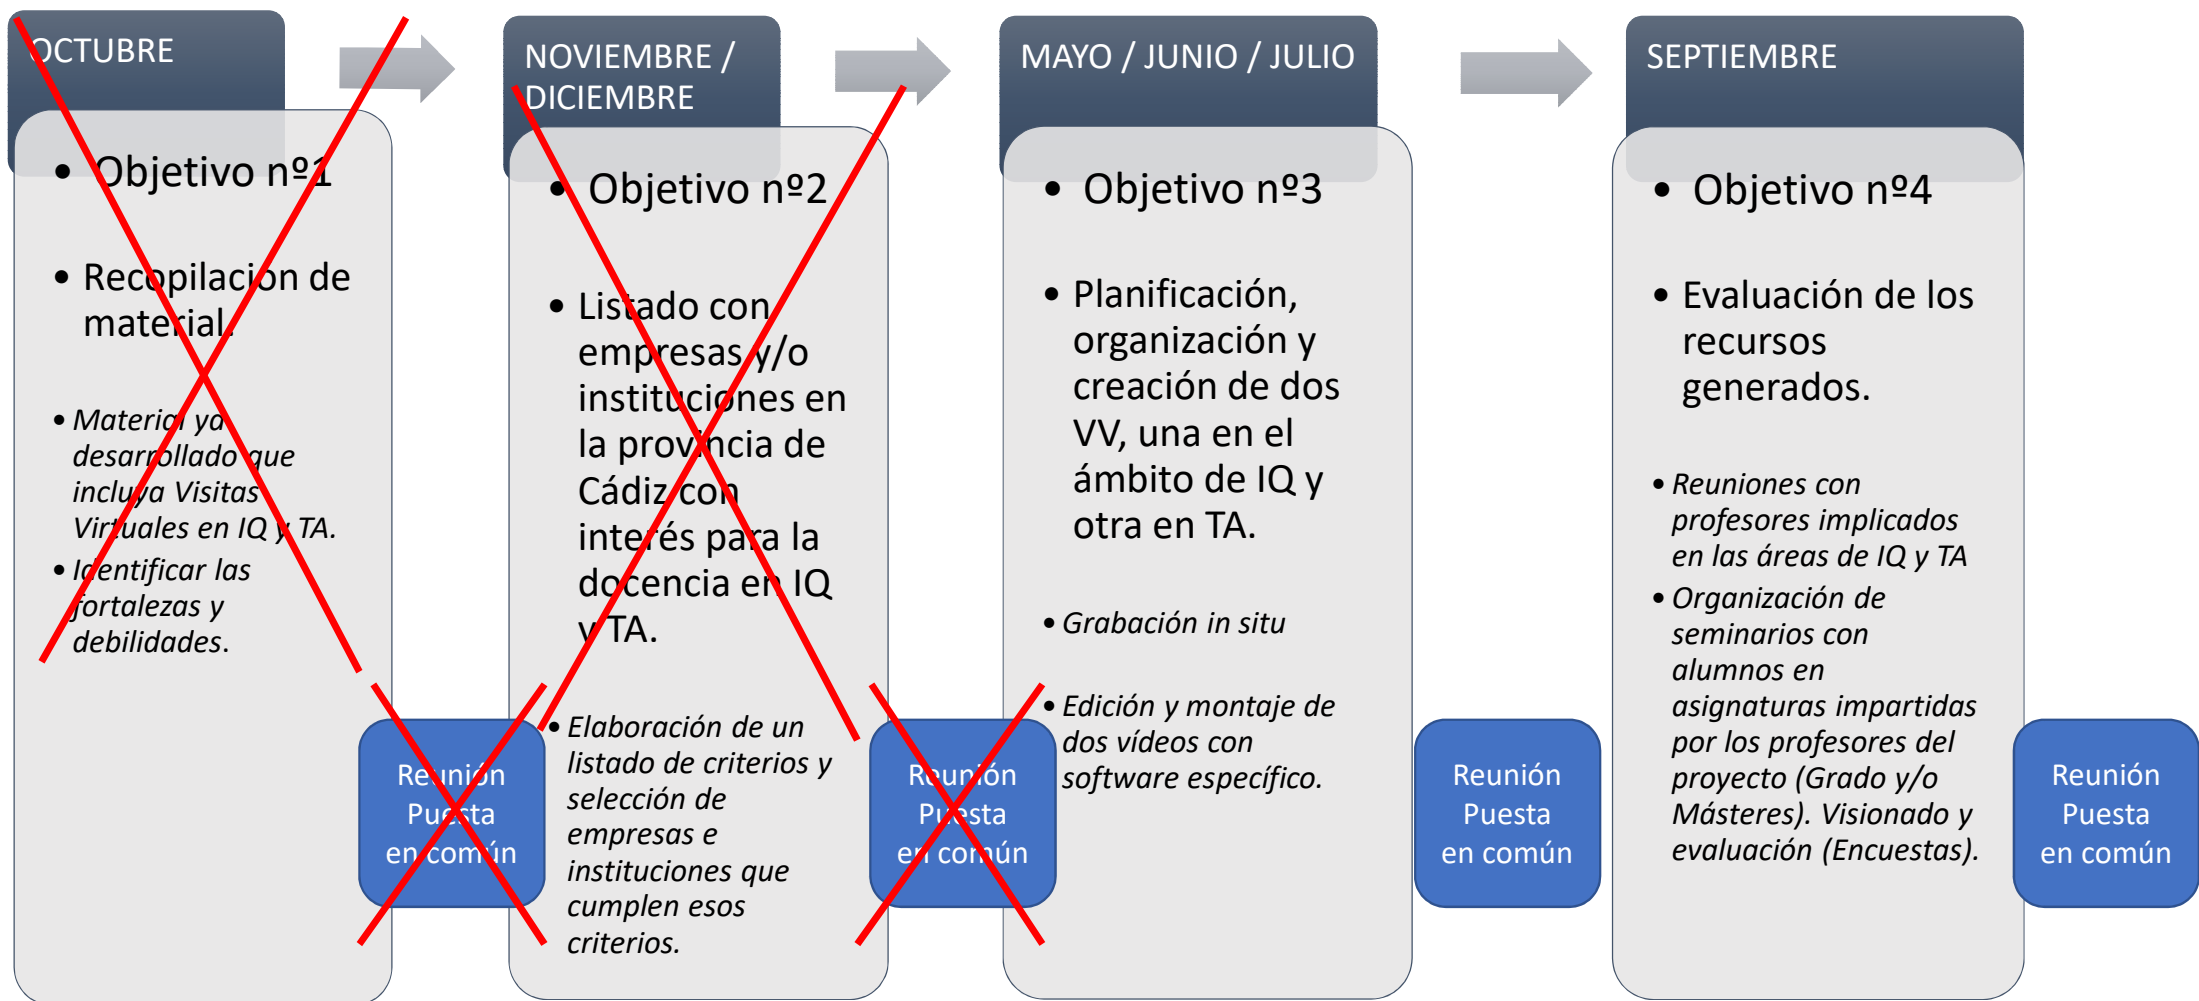 OCTUBRE
• Objetivo nº1
• Recopilación de
material.
• Material ya
desarrollado que
incluya Visitas
Virtuales en IQ y TA.
• Identificar las
fortalezas y
debilidades.
Reunión
Puesta
en común
NOVIEMBRE /
DICIEMBRE
• Objetivo nº2
• Listado con
empresas y/o
instituciones en
la provincia de
Cádiz con
interés para la
docencia en IQ
y TA.
• Elaboración de un
listado de criterios y
selección de
empresas e
instituciones que
cumplen esos
criterios.
Reunión
Puesta
en común
MAYO / JUNIO / JULIO
• Objetivo nº3
• Planificación,
organización y
creación de dos
VV, una en el
ámbito de IQ y
otra en TA.
• Grabación in situ
• Edición y montaje de
dos vídeos con
software específico.
Reunión
Puesta
en común
SEPTIEMBRE
• Objetivo nº4
• Evaluación de los
recursos
generados.
• Reuniones con
profesores implicados
en las áreas de IQ y TA
• Organización de
seminarios con
alumnos en
asignaturas impartidas
por los profesores del
proyecto (Grado y/o
Másteres). Visionado y
evaluación (Encuestas).
Reunión
Puesta
en común